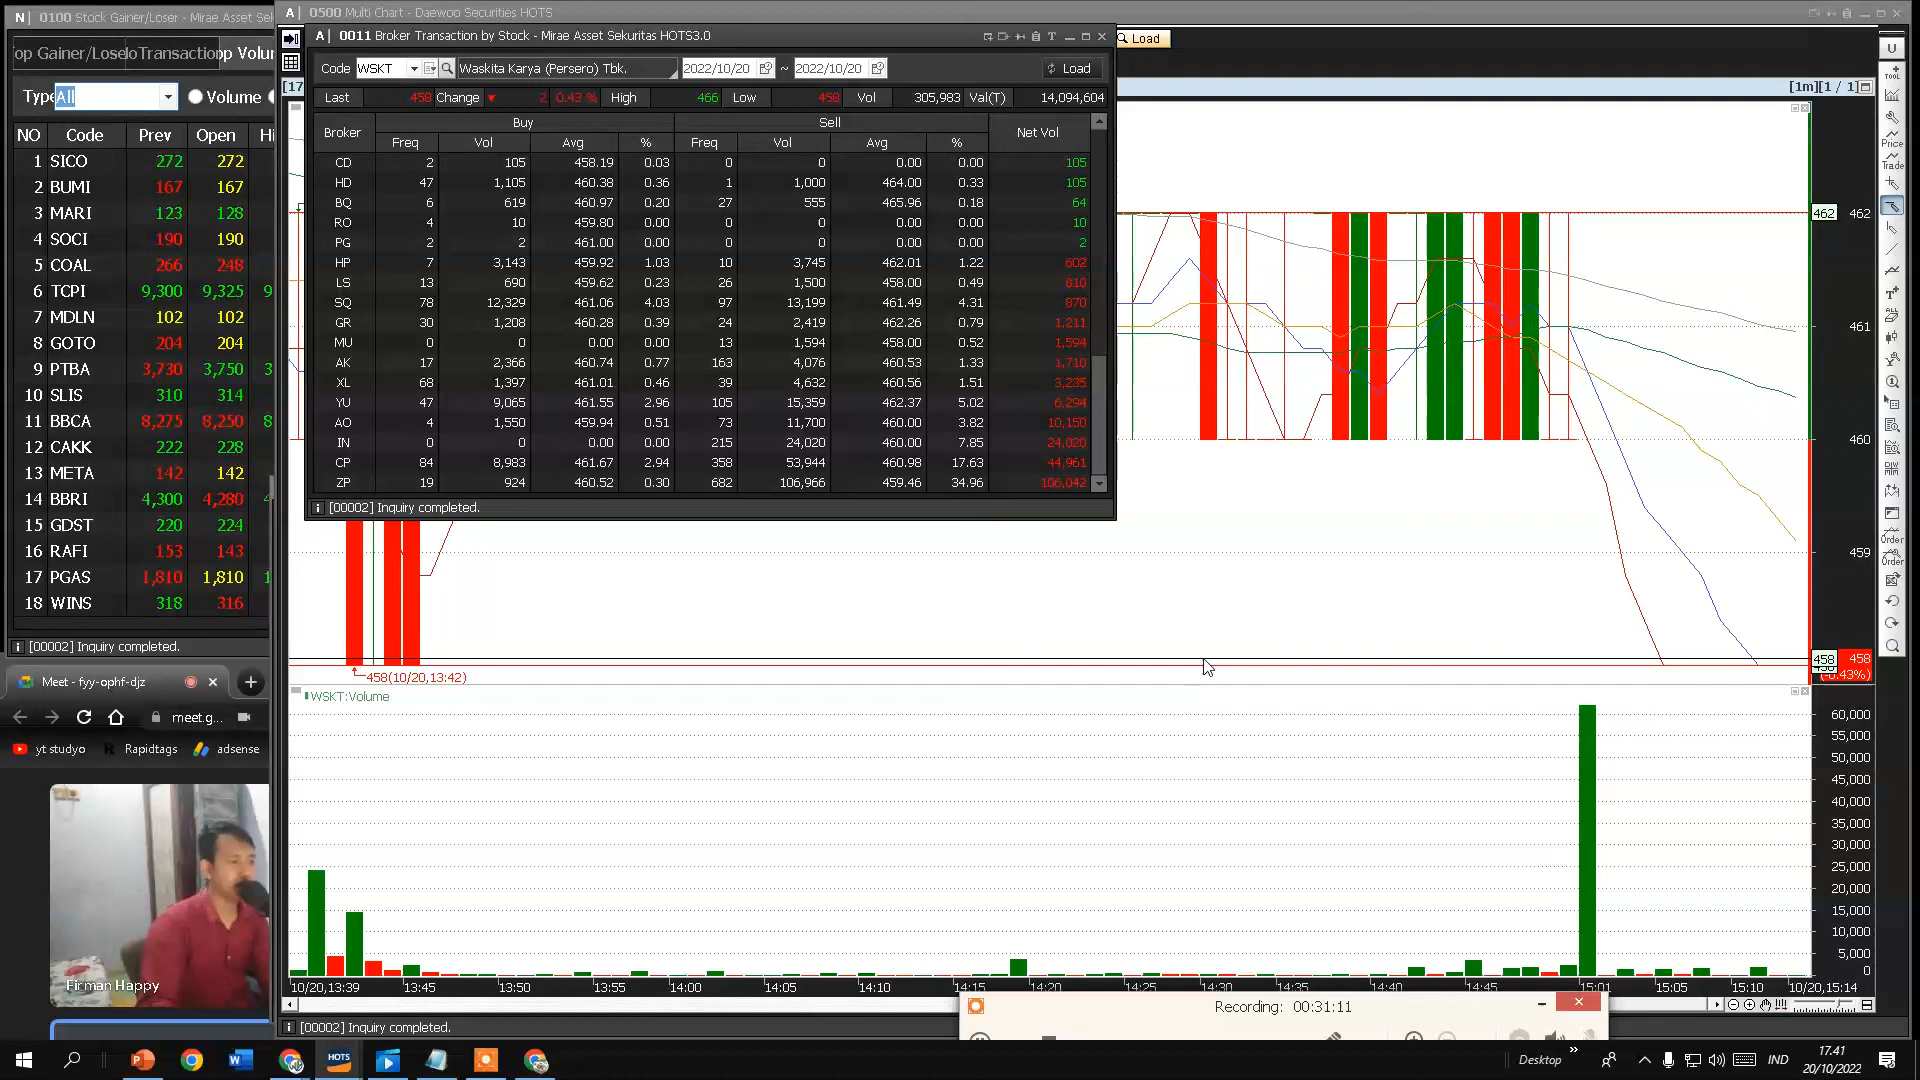 N| 0100 Stock Gainer/Loser - Mirae Asset Sek
A| 0500 Multi Chart - Daewoo Securities HOTS
A| 0011 Broker Transaction by Stock - Mirae Asset Sekuritas HOTS3.0
Load
op Gainer/Loselo Transaction pp Volu
Type All Volume
Code WSKT Waskita Karya (Persero) Tbk. 2022/10/20 ~ 2022/10/20 Load
[17
[1m][1 / 1]
Last 458 Change ▼ 2 0.43 % High 466 Low 458 Vol 305,983 Val(T) 14,094,604
Broker Buy Sell Net Vol
Freq Vol Avg % Freq Vol Avg %
CD 2 105 458.19 0.03 0 0 0.00 0.00 105
HD 47 1,105 460.38 0.36 1 1,000 464.00 0.33 105
BQ 6 619 460.97 0.20 27 555 465.96 0.18 64
RO 4 10 459.80 0.00 0 0 0.00 0.00 10
PG 2 2 461.00 0.00 0 0 0.00 0.00 2
HP 7 3,143 459.92 1.03 10 3,745 462.01 1.22 602
LS 13 690 459.62 0.23 26 1,500 458.00 0.49 810
SQ 78 12,329 461.06 4.03 97 13,199 461.49 4.31 870
GR 30 1,208 460.28 0.39 24 2,419 462.26 0.79 1,211
MU 0 0 0.00 0.00 13 1,594 458.00 0.52 1,594
AK 17 2,366 460.74 0.77 163 4,076 460.53 1.33 1,710
XL 68 1,397 461.01 0.46 39 4,632 460.56 1.51 3,235
YU 47 9,065 461.55 2.96 105 15,359 462.37 5.02 6,294
AO 4 1,550 459.94 0.51 73 11,700 460.00 3.82 10,150
IN 0 0 0.00 0.00 215 24,020 460.00 7.85 24,020
CP 84 8,983 461.67 2.94 358 53,944 460.98 17.63 44,961
ZP 19 924 460.52 0.30 682 106,966 459.46 34.96 106,042
[00002] Inquiry completed.
NO Code Prev Open Hi
1 SICO 272 272
2 BUMI 167 167
3 MARI 123 128
4 SOCI 190 190
5 COAL 266 248
6 TCPI 9,300 9,325 9
7 MDLN 102 102
8 GOTO 204 204
9 PTBA 3,730 3,750 3
10 SLIS 310 314
11 BBCA 8,275 8,250 8
12 CAKK 222 228
13 META 142 142
14 BBRI 4,300 4,280 4
15 GDST 220 224
16 RAFI 153 143
17 PGAS 1,810 1,810 1
18 WINS 318 316
[00002] Inquiry completed.
462 462
461
460
459
458 458
(-0.43%)
458(10/20,13:42)
U
TOOL
Price
Trade
Order
Order
WSKT:Volume
60,000
55,000
50,000
45,000
40,000
35,000
30,000
25,000
20,000
15,000
10,000
5,000
0
10/20,13:39 13:45 13:50 13:55 14:00 14:05 14:10 14:15 14:20 14:25 14:30 14:35 14:40 14:45 15:01 15:05 15:10 10/20,15:14
Meet - fyy-ophf-djz
meet.g...
yt studyo Rapidtags adsense
Firman Happy
Recording: 00:31:11
[00002] Inquiry completed.
HOTS
Desktop
IND
17.41
20/10/2022